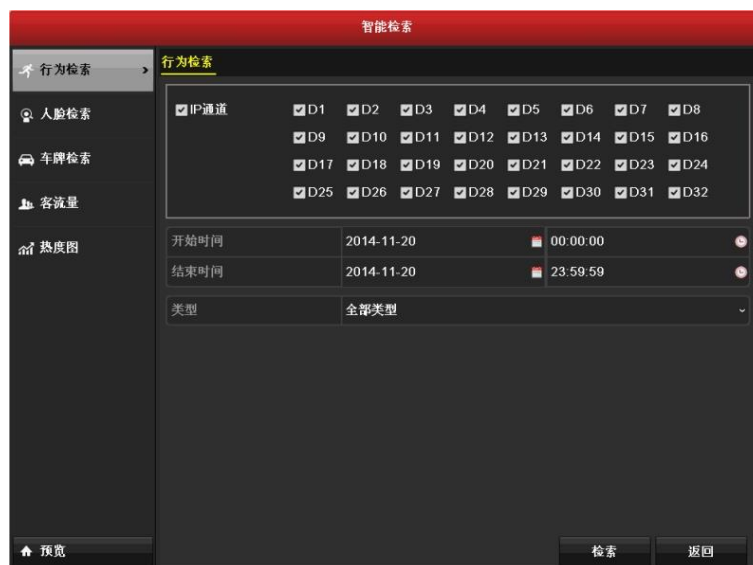 智能检索
行为检索
人脸检索
车牌检索
客流量
热度图
预览
行为检索
IP通道 D1 D2 D3 D4 D5 D6 D7 D8
D9 D10 D11 D12 D13 D14 D15 D16
D17 D18 D19 D20 D21 D22 D23 D24
D25 D26 D27 D28 D29 D30 D31 D32
开始时间 2014-11-20 00:00:00
结束时间 2014-11-20 23:59:59
类型 全部类型
检索 返回